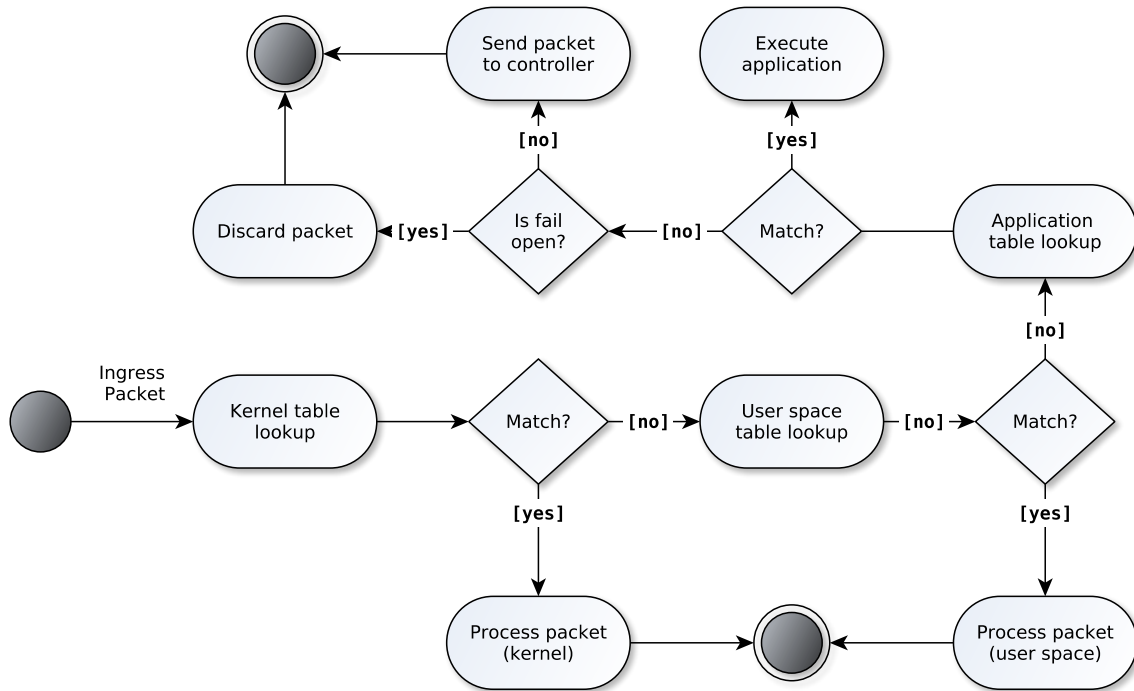 Send packet
to controller
Execute
application
[no]
[yes]
Discard packet
[yes]
Is fail
open?
[no]
Match?
Application
table lookup
[no]
Ingress
Packet
Kernel table
lookup
Match?
[no]
User space
table lookup
[no]
Match?
[yes]
[yes]
Process packet
(kernel)
Process packet
(user space)